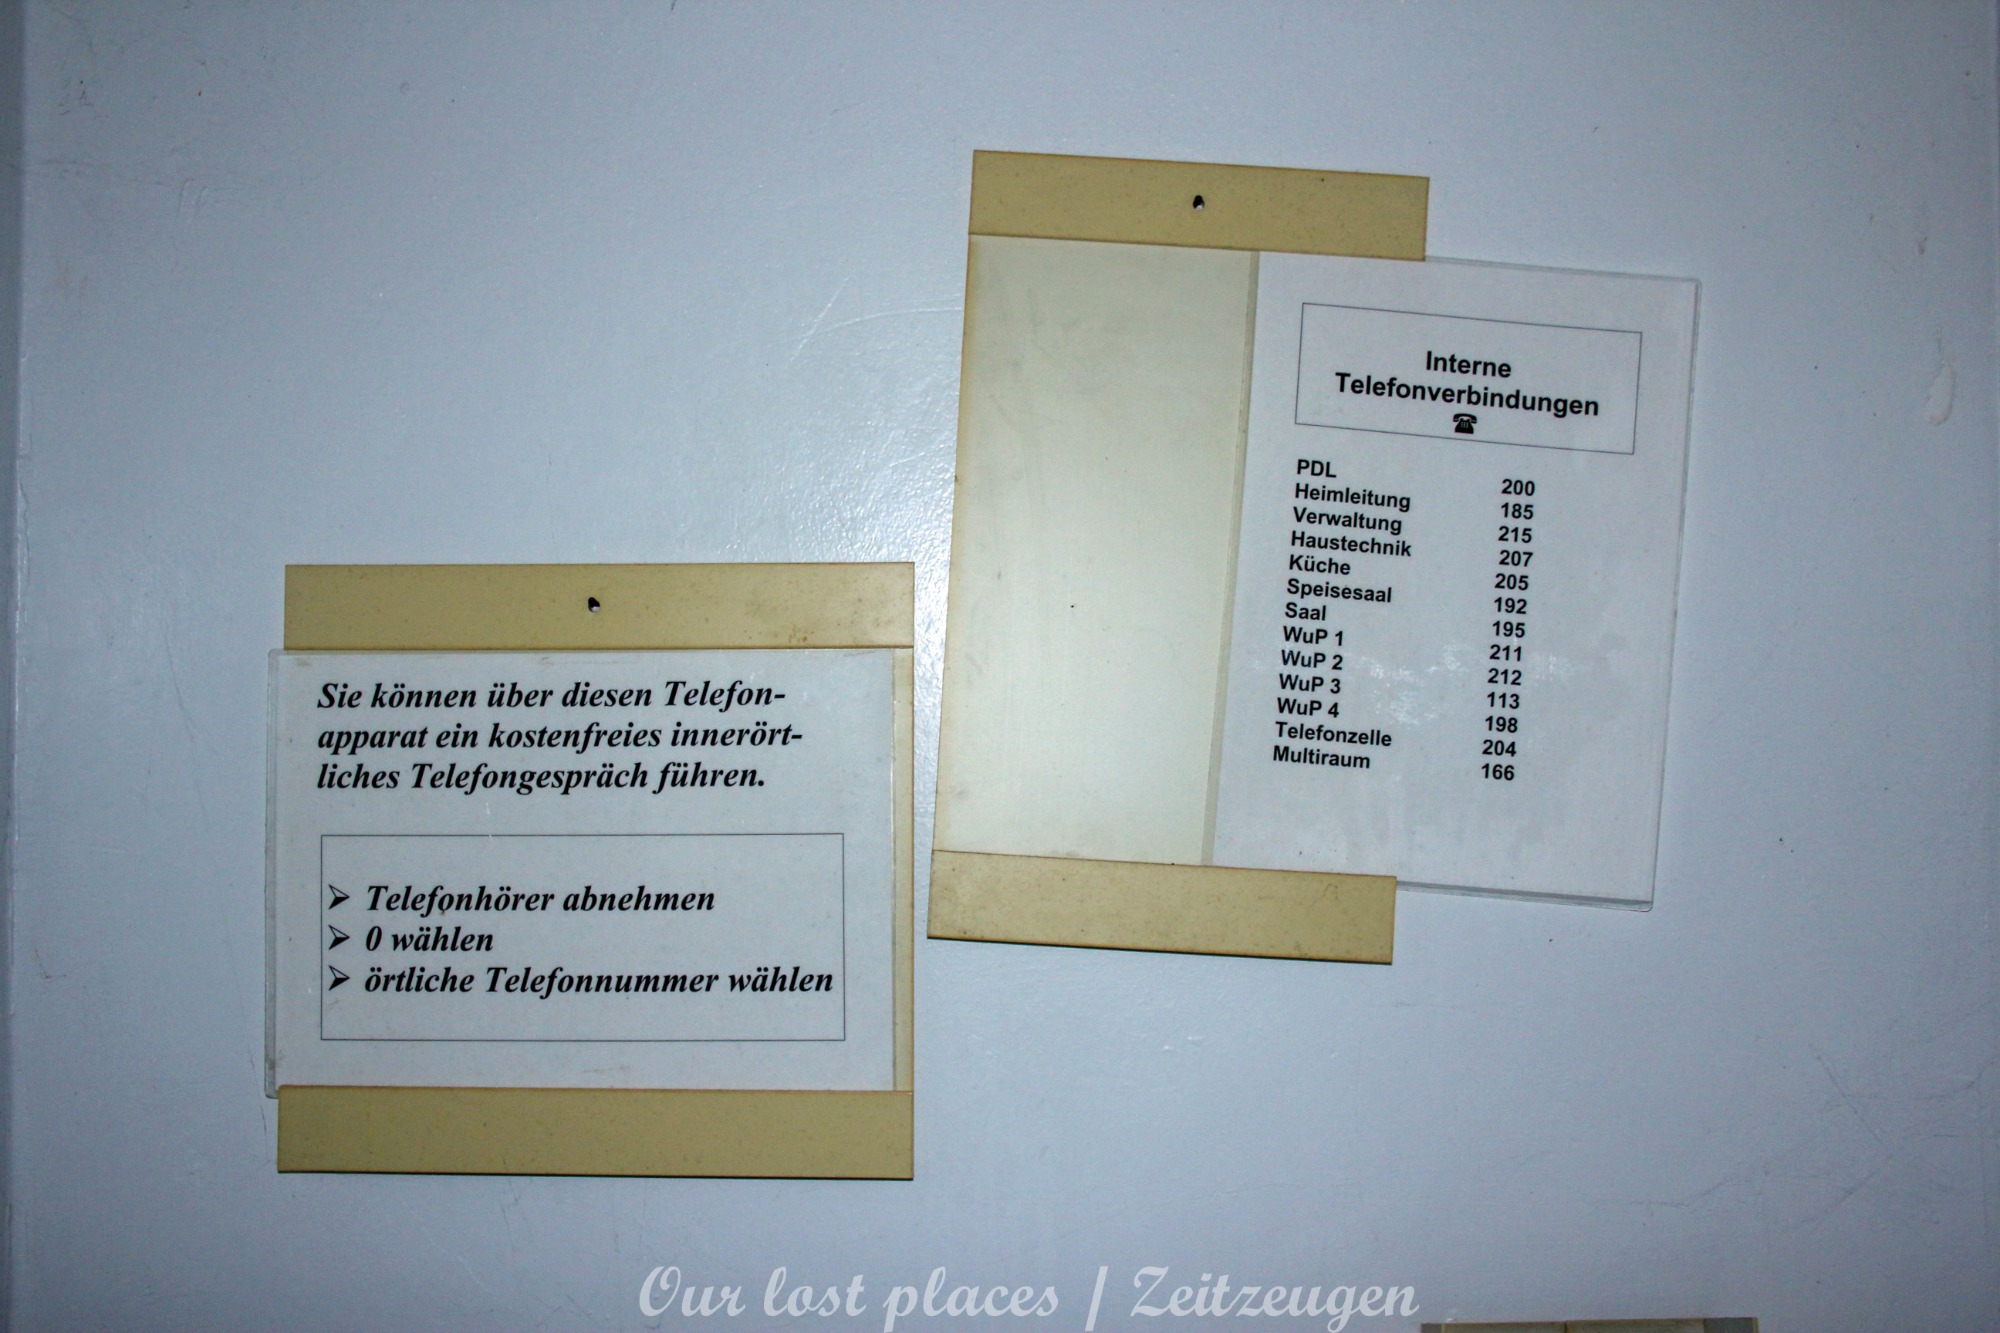 Sie können über diesen Telefon-
apparat ein kostenfreies innerört-
liches Telefongespräch führen.
➢ Telefonhörer abnehmen
➢ 0 wählen
➢ örtliche Telefonnummer wählen
Interne
Telefonverbindungen
☎
PDL 200
Heimleitung 185
Verwaltung 215
Haustechnik 207
Küche 205
Speisesaal 192
Saal 195
WuP 1 211
WuP 2 212
WuP 3 113
WuP 4 198
Telefonzelle 204
Multiraum 166
Our lost places / Zeitzeugen